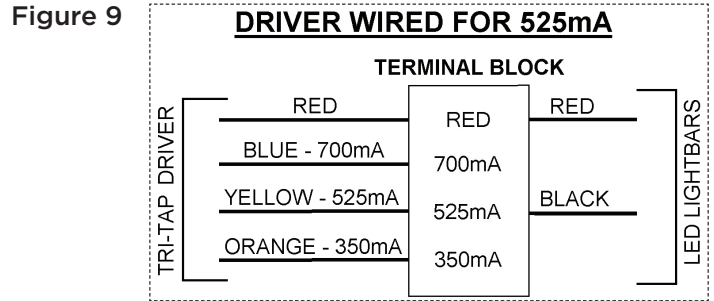 Figure 9
DRIVER WIRED FOR 525mA
TERMINAL BLOCK
TRI-TAP DRIVER
RED
BLUE - 700mA
YELLOW - 525mA
ORANGE - 350mA
RED
700mA
525mA
350mA
RED
BLACK
LED LIGHTBARS